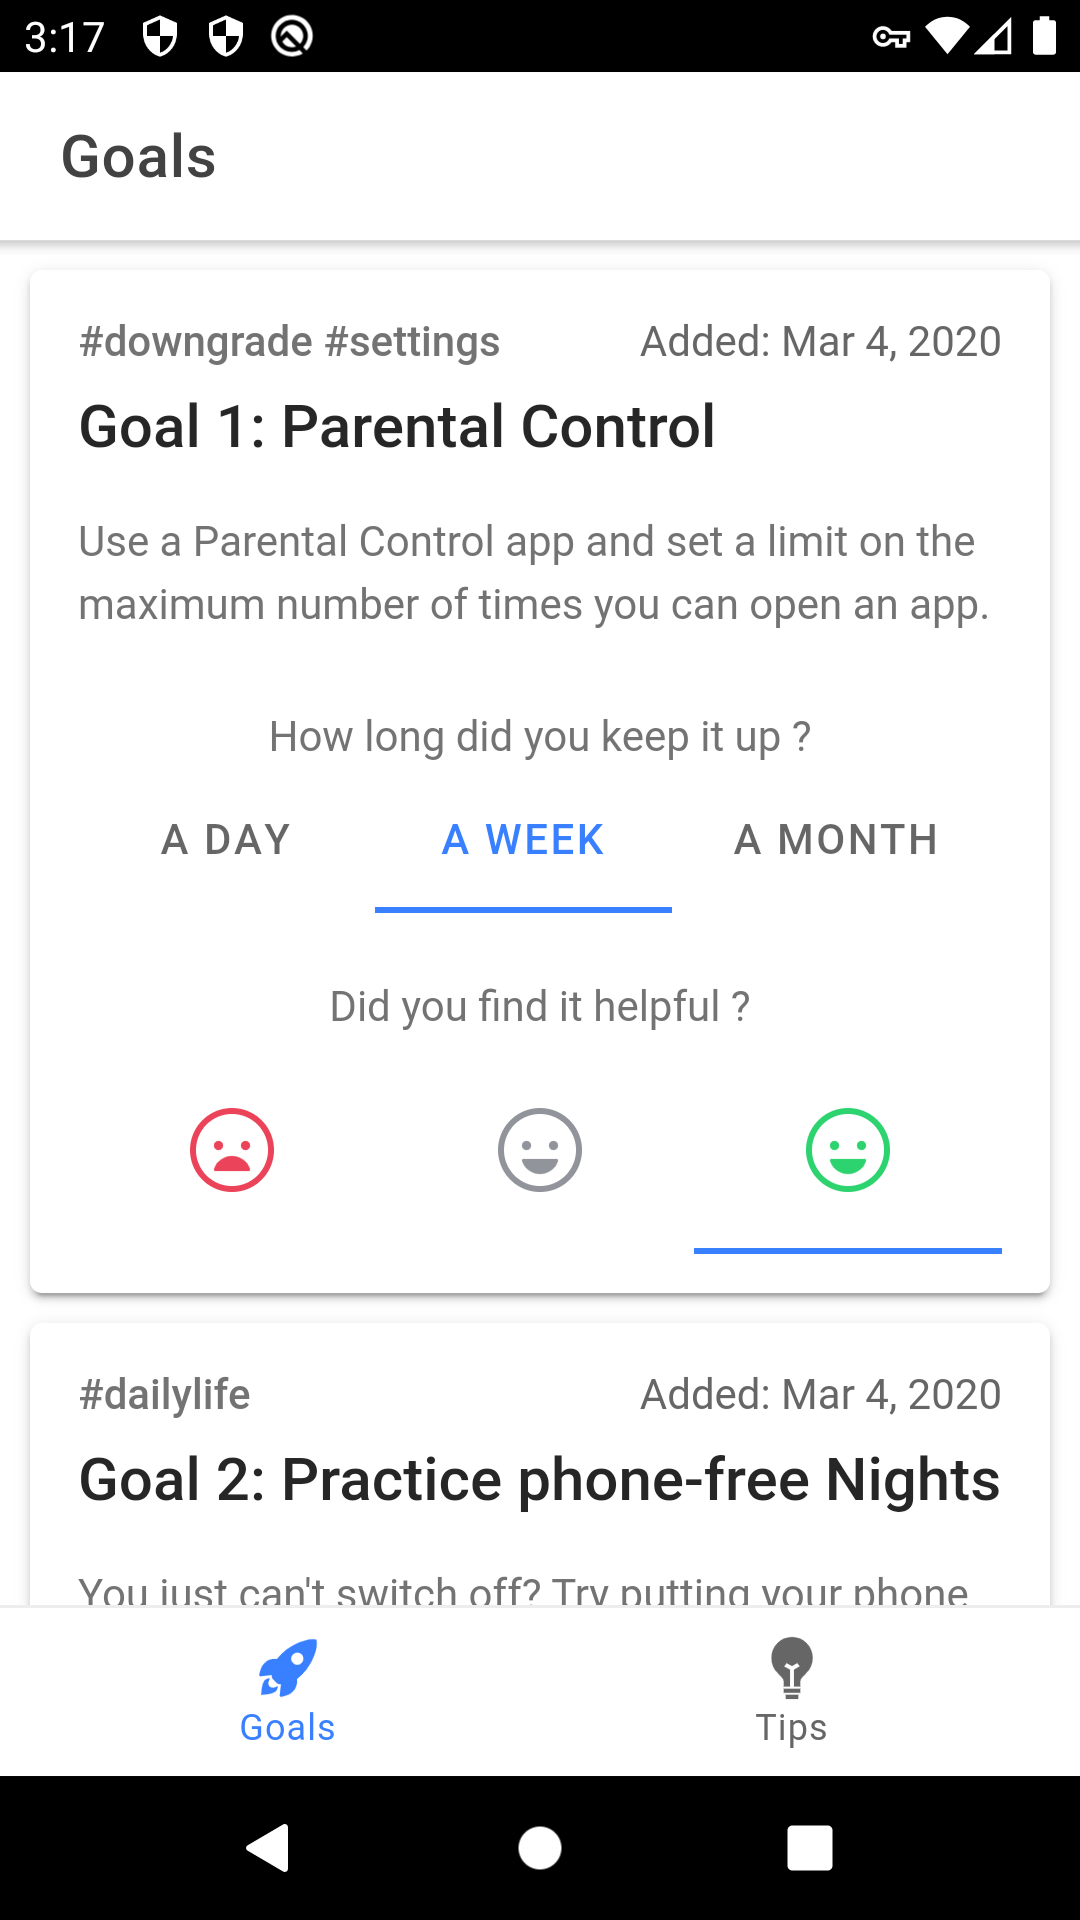 3:17
Goals
#downgrade #settings Added: Mar 4, 2020
Goal 1: Parental Control
Use a Parental Control app and set a limit on the
maximum number of times you can open an app.
How long did you keep it up ?
A DAY A WEEK A MONTH
Did you find it helpful ?
#dailylife Added: Mar 4, 2020
Goal 2: Practice phone-free Nights
You just can't switch off? Try putting your phone
Goals Tips